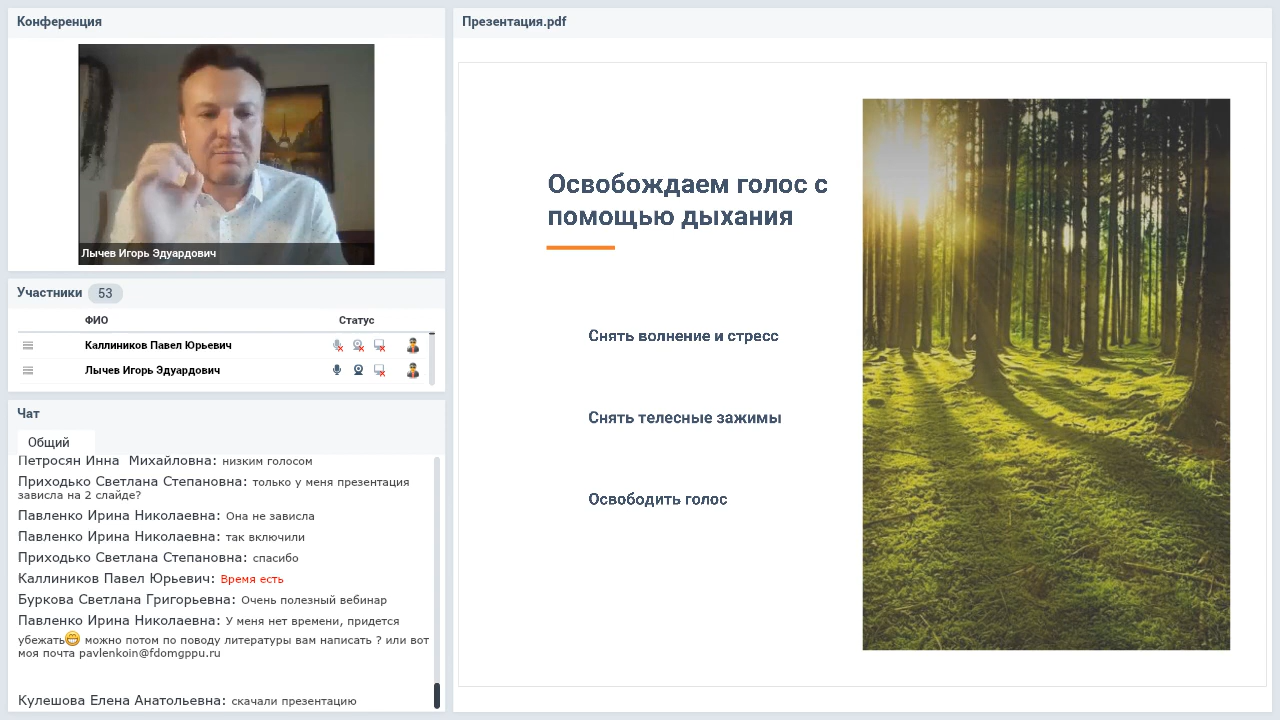 Конференция
Лычев Игорь Эдуардович
Участники 53
ФИО Статус
Каллиников Павел Юрьевич
Лычев Игорь Эдуардович
Чат
Общий
Петросян Инна Михайловна: низким голосом
Приходько Светлана Степановна: только у меня презентация
зависла на 2 слайде?
Павленко Ирина Николаевна: Она не зависла
Павленко Ирина Николаевна: так включили
Приходько Светлана Степановна: спасибо
Каллиников Павел Юрьевич: Время есть
Буркова Светлана Григорьевна: Очень полезный вебинар
Павленко Ирина Николаевна: У меня нет времени, придется
убежать😁 можно потом по поводу литературы вам написать ? или вот
моя почта pavlenkoin@fdomgppu.ru
Кулешова Елена Анатольевна: скачали презентацию
Презентация.pdf
Освобождаем голос с
помощью дыхания
Снять волнение и стресс
Снять телесные зажимы
Освободить голос